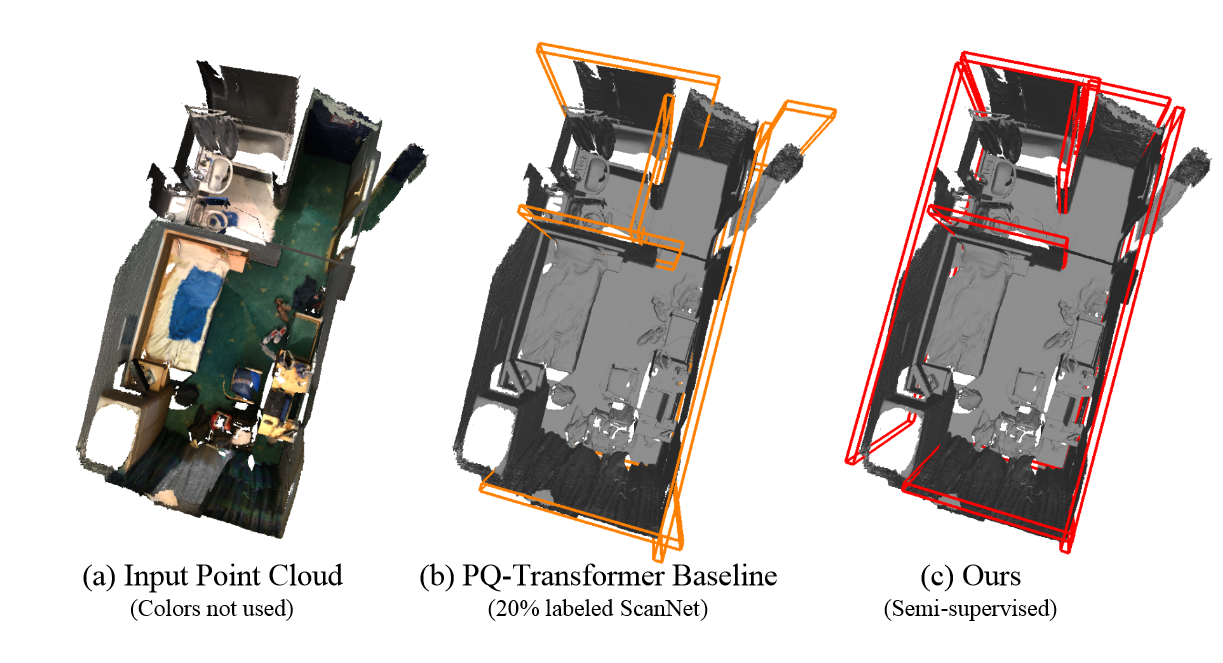 (a) Input Point Cloud
(Colors not used)
(b) PQ-Transformer Baseline
(20% labeled ScanNet)
(c) Ours
(Semi-supervised)